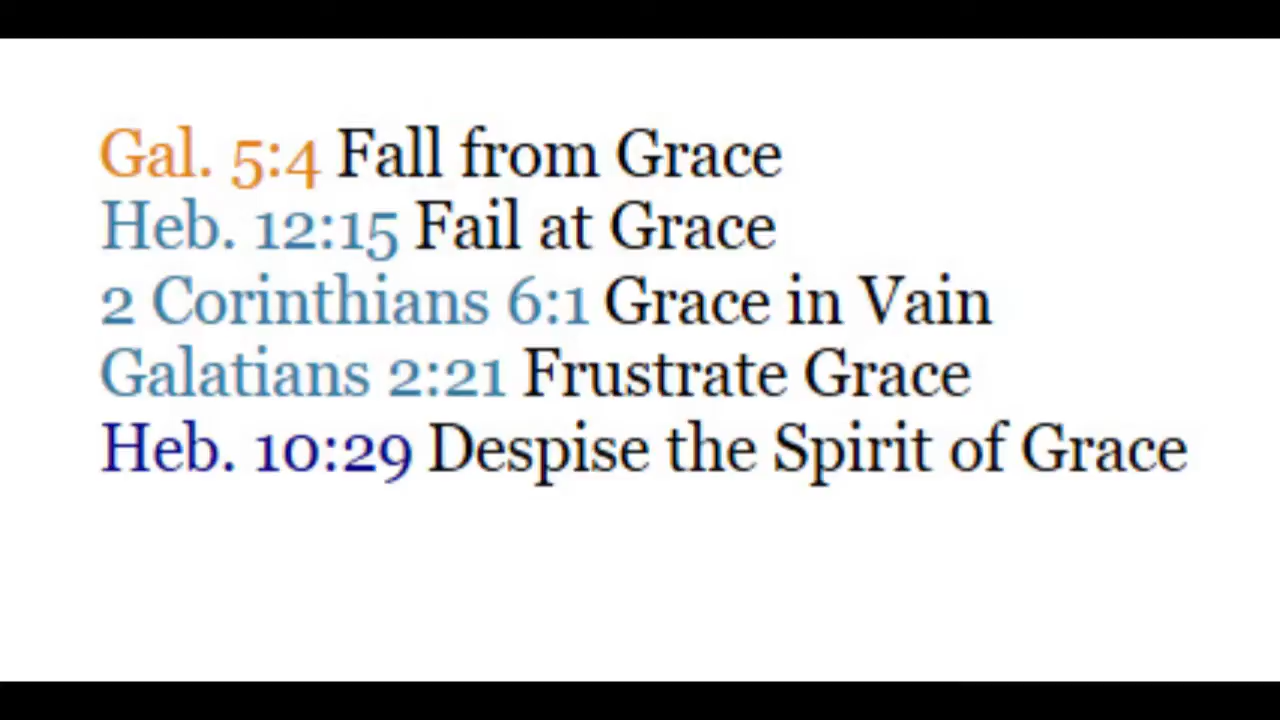 Gal. 5:4 Fall from Grace
Heb. 12:15 Fail at Grace
2 Corinthians 6:1 Grace in Vain
Galatians 2:21 Frustrate Grace
Heb. 10:29 Despise the Spirit of Grace